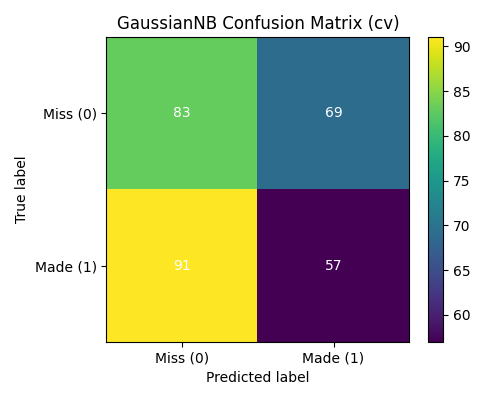 GaussianNB Confusion Matrix (cv)
True label
Miss (0)
83
69
Made (1)
91
57
Miss (0)
Made (1)
Predicted label
90
85
80
75
70
65
60